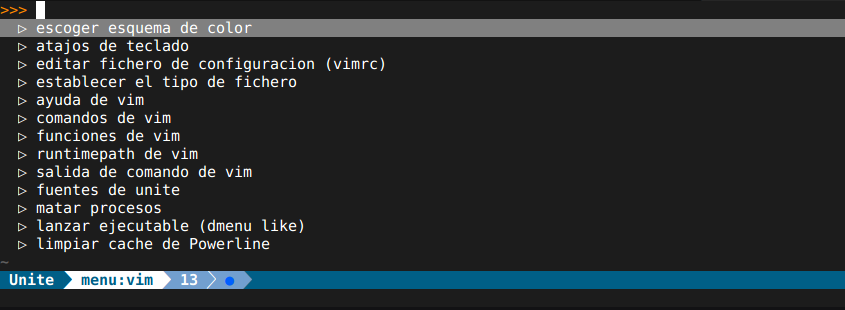 >>>
▷ escoger esquema de color
▷ atajos de teclado
▷ editar fichero de configuracion (vimrc)
▷ establecer el tipo de fichero
▷ ayuda de vim
▷ comandos de vim
▷ funciones de vim
▷ runtimepath de vim
▷ salida de comando de vim
▷ fuentes de unite
▷ matar procesos
▷ lanzar ejecutable (dmenu like)
▷ limpiar cache de Powerline
~
Unite menu:vim 13 ●